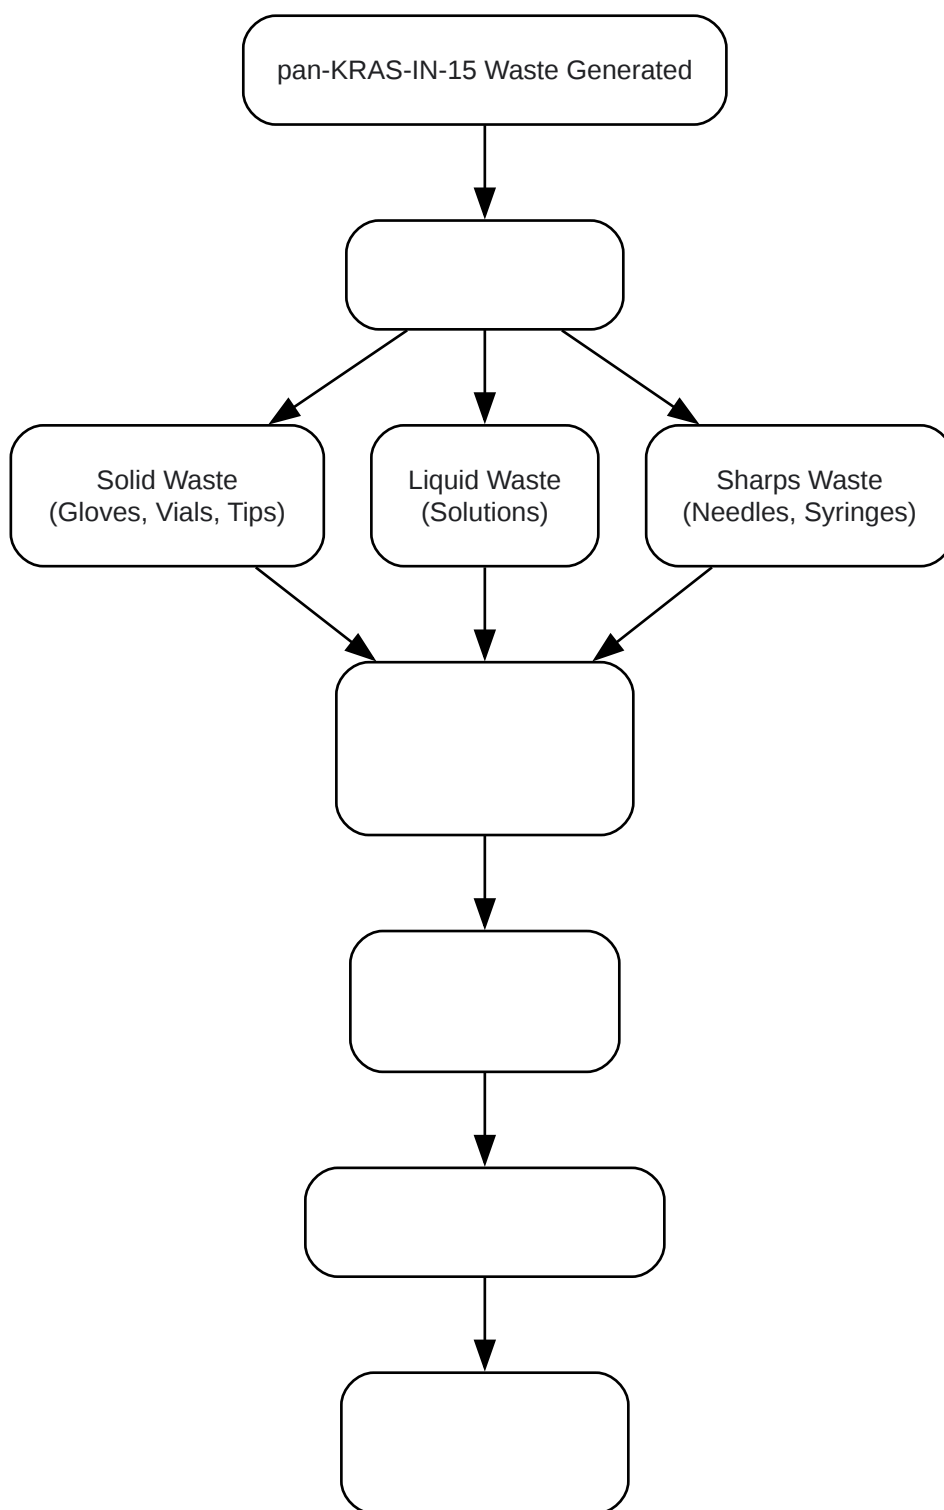 pan-KRAS-IN-15 Waste Generated
Solid Waste
(Gloves, Vials, Tips)
Liquid Waste
(Solutions)
Sharps Waste
(Needles, Syringes)